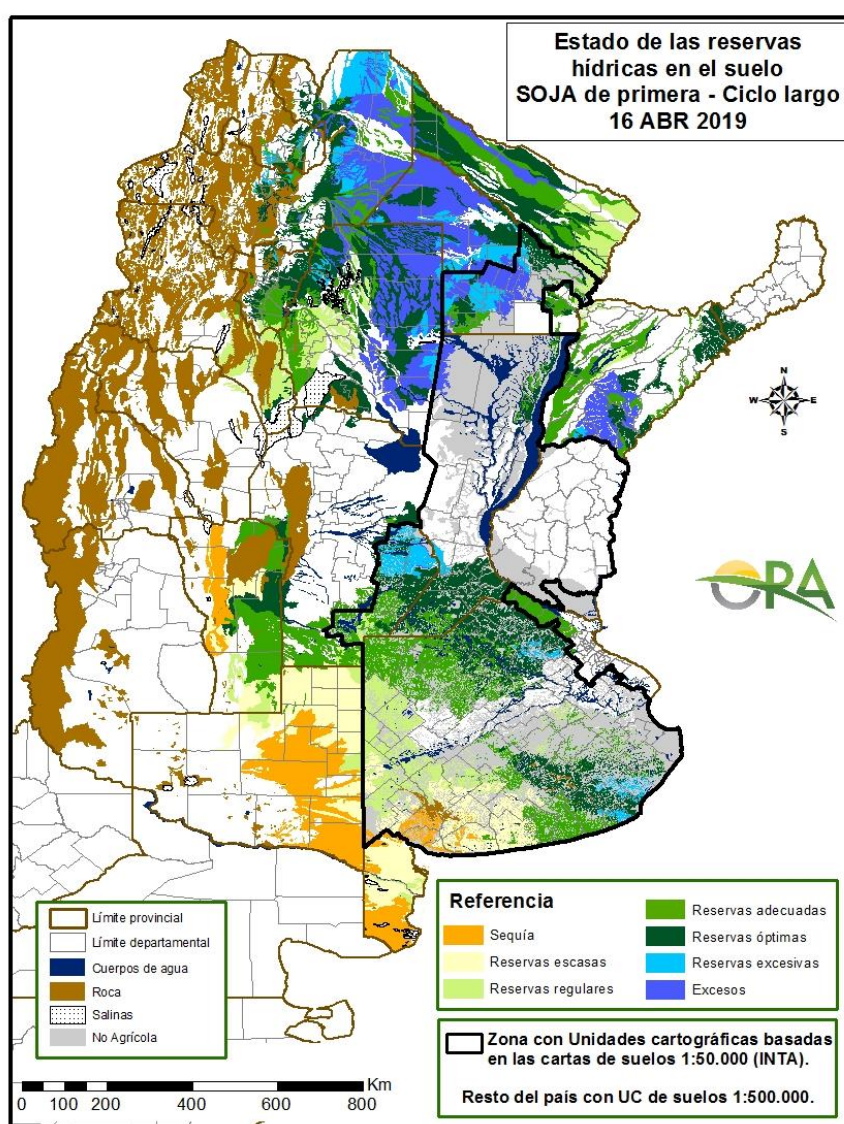 Estado de las reservas
hídricas en el suelo
SOJA de primera - Ciclo largo
16 ABR 2019
N
W E
S
ORA
Límite provincial
Límite departamental
Cuerpos de agua
Roca
Salinas
No Agrícola
Referencia
Sequía
Reservas escasas
Reservas regulares
Reservas adecuadas
Reservas óptimas
Reservas excesivas
Excesos
Zona con Unidades cartográficas basadas
en las cartas de suelos 1:50.000 (INTA).
Resto del país con UC de suelos 1:500.000.
Km
0 100 200 400 600 800